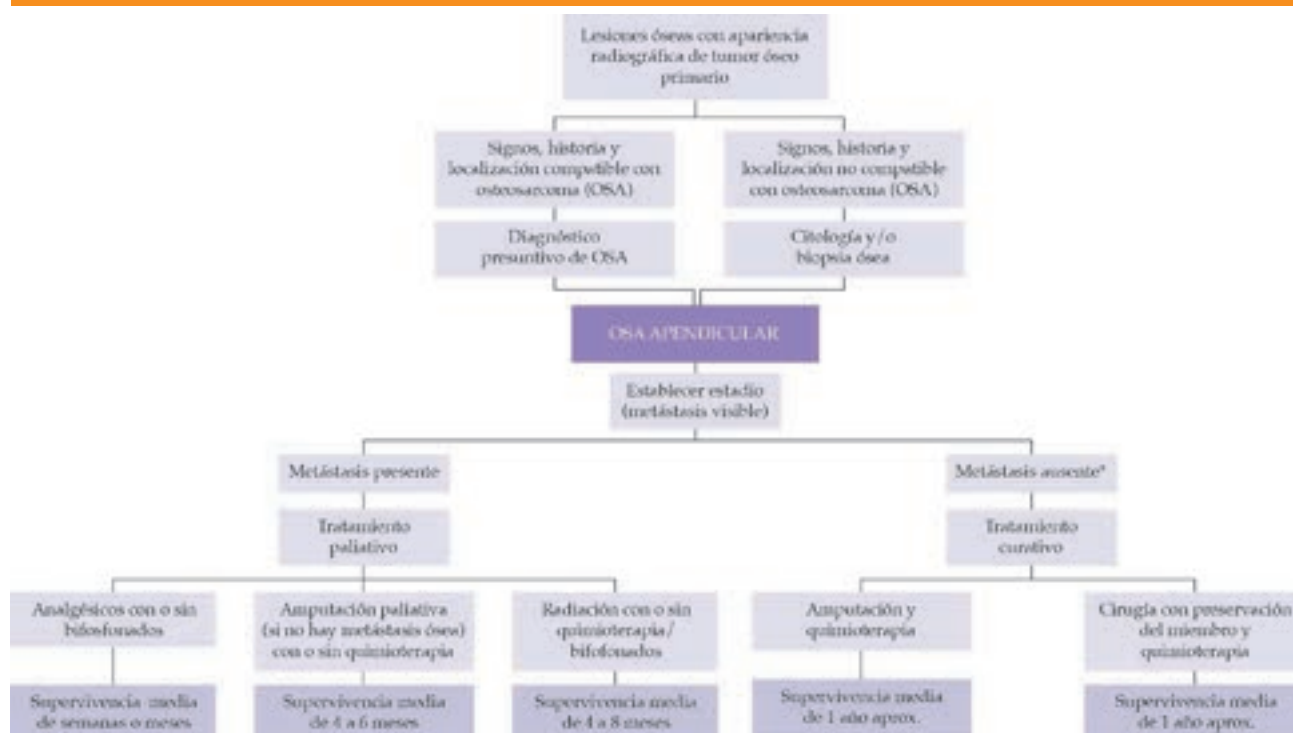 Lesiones óseas con apariencia
radiográfica de tumor óseo
primario
Signos, historia y
localización compatible con
osteosarcoma (OSA)
Signos, historia y
localización no compatible
con osteosarcoma (OSA)
Diagnóstico
presuntivo de OSA
Citología y/o
biopsia ósea
OSA APENDICULAR
Establecer estadio
(metástasis visible)
Metástasis presente
Metástasis ausente*
Tratamiento
paliativo
Tratamiento
curativo
Analgésicos con o sin
bifosfonados
Amputación paliativa
(si no hay metástasis ósea)
con o sin quimioterapia
Radiación con o sin
quimioterapia/
bifofonados
Amputación y
quimioterapia
Cirugía con preservación
del miembro y
quimioterapia
Supervivencia media
de semanas o meses
Supervivencia media
de 4 a 6 meses
Supervivencia media
de 4 a 8 meses
Supervivencia media
de 1 año aprox.
Supervivencia media
de 1 año aprox.